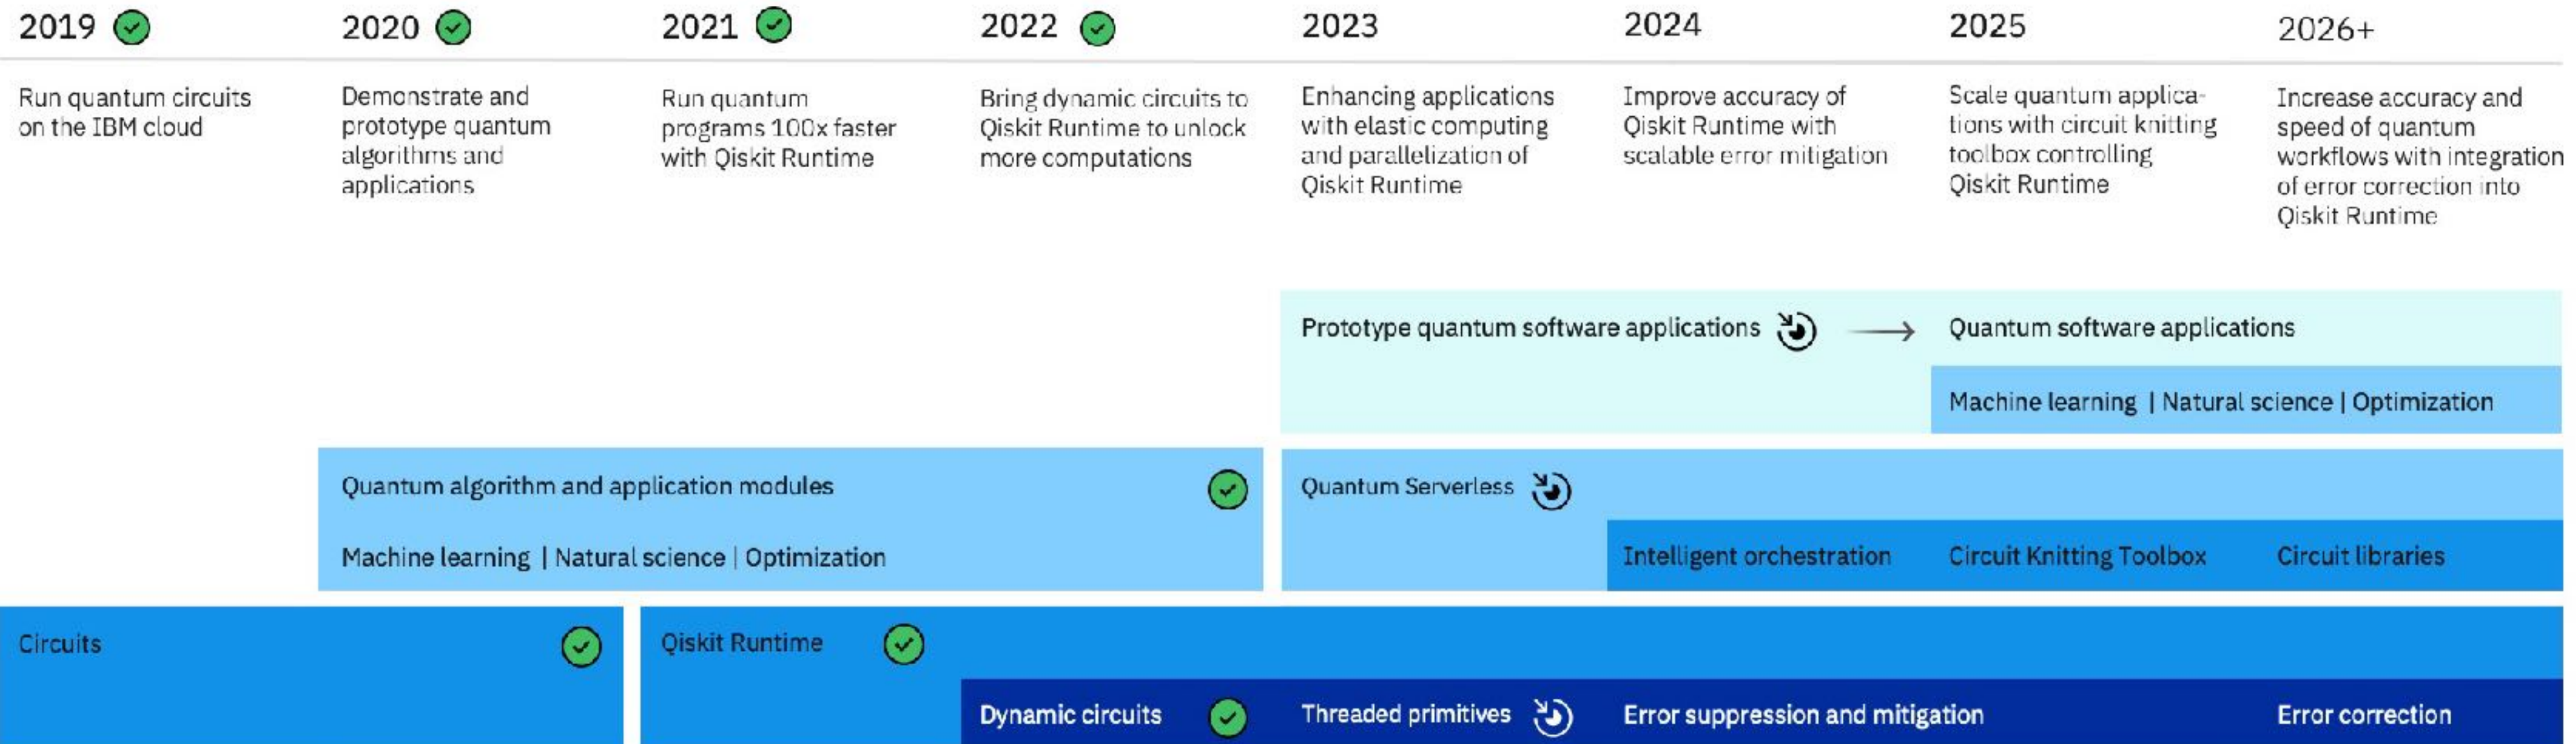 2019
2020
2021
2022
2023
2024
2025
2026+
Run quantum circuits
on the IBM cloud
Demonstrate and
prototype quantum
algorithms and
applications
Run quantum
programs 100x faster
with Qiskit Runtime
Bring dynamic circuits to
Qiskit Runtime to unlock
more computations
Enhancing applications
with elastic computing
and parallelization of
Qiskit Runtime
Improve accuracy of
Qiskit Runtime with
scalable error mitigation
Scale quantum applica-
tions with circuit knitting
toolbox controlling
Qiskit Runtime
Increase accuracy and
speed of quantum
workflows with integration
of error correction into
Qiskit Runtime
Prototype quantum software applications
Quantum software applications
Machine learning | Natural science | Optimization
Quantum algorithm and application modules
Machine learning | Natural science | Optimization
Quantum Serverless
Intelligent orchestration
Circuit Knitting Toolbox
Circuit libraries
Circuits
Qiskit Runtime
Dynamic circuits
Threaded primitives
Error suppression and mitigation
Error correction